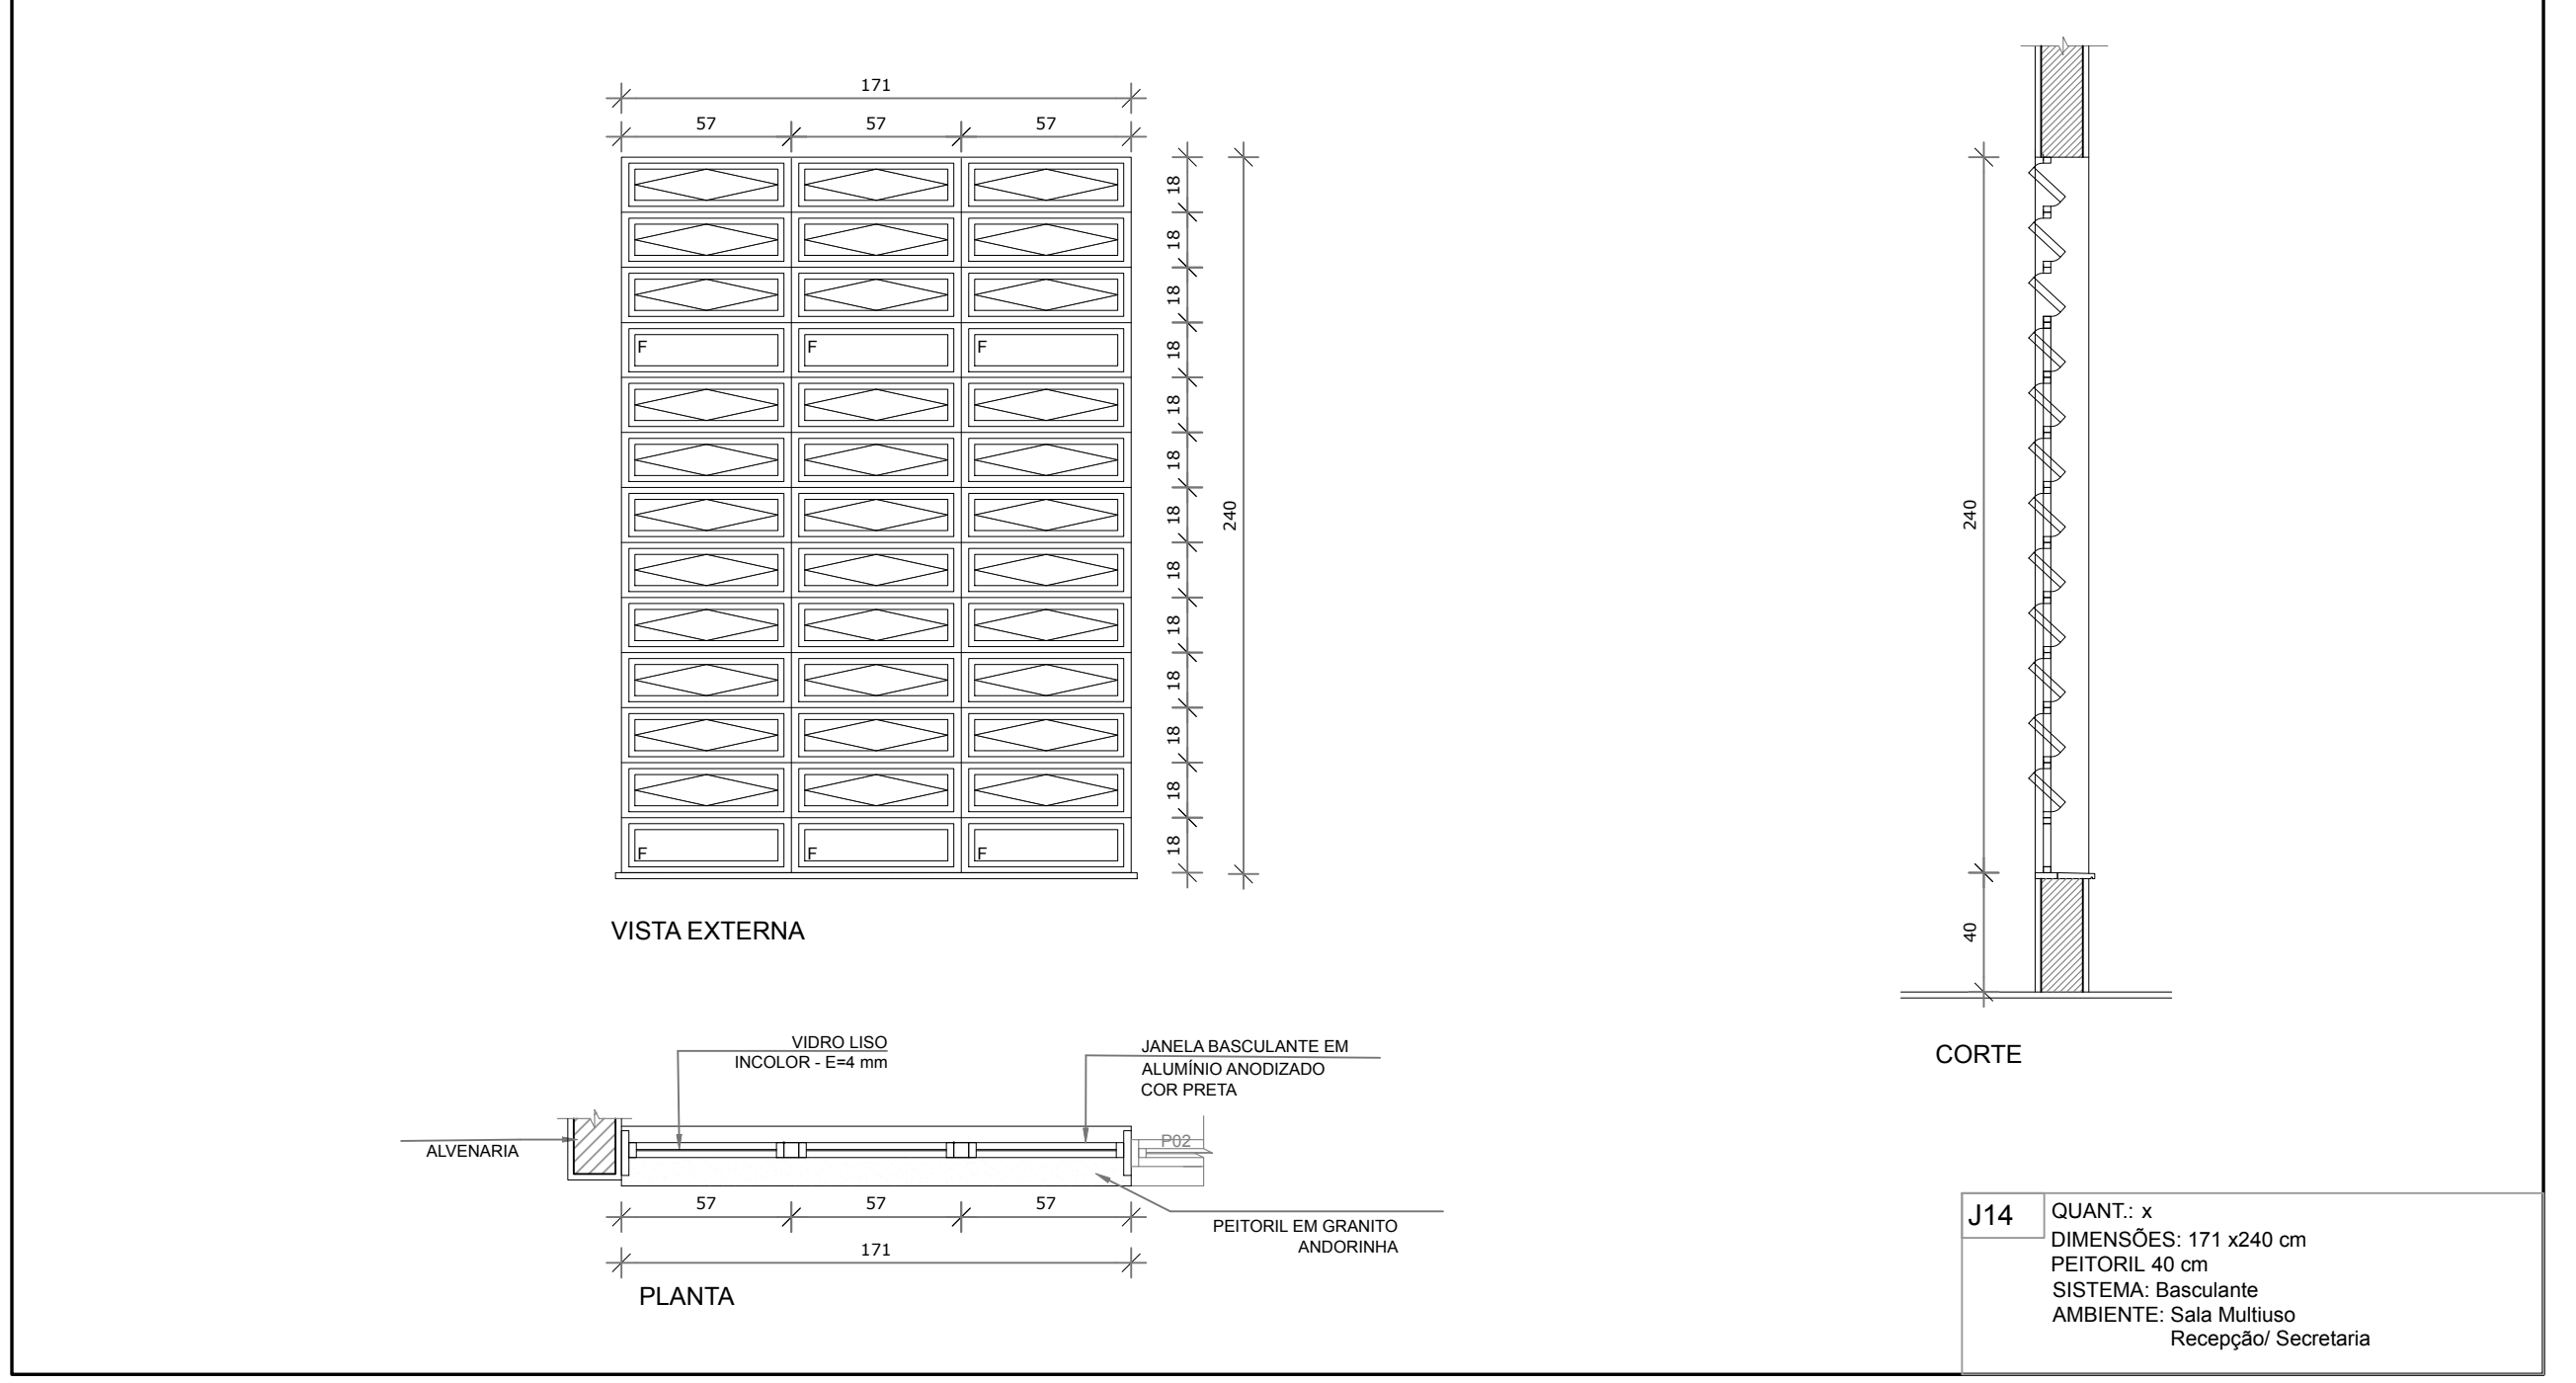 171
57 57 57
18
18
18
F F F 18
18
18
18
18
18
18
18
18
F F F 18
240
VISTA EXTERNA
240
40
CORTE
VIDRO LISO
INCOLOR - E=4 mm
JANELA BASCULANTE EM
ALUMÍNIO ANODIZADO
COR PRETA
ALVENARIA
P02
57 57 57
171
PEITORIL EM GRANITO
ANDORINHA
PLANTA
J14
QUANT.: x
DIMENSÕES: 171 x240 cm
PEITORIL 40 cm
SISTEMA: Basculante
AMBIENTE: Sala Multiuso
Recepção/ Secretaria